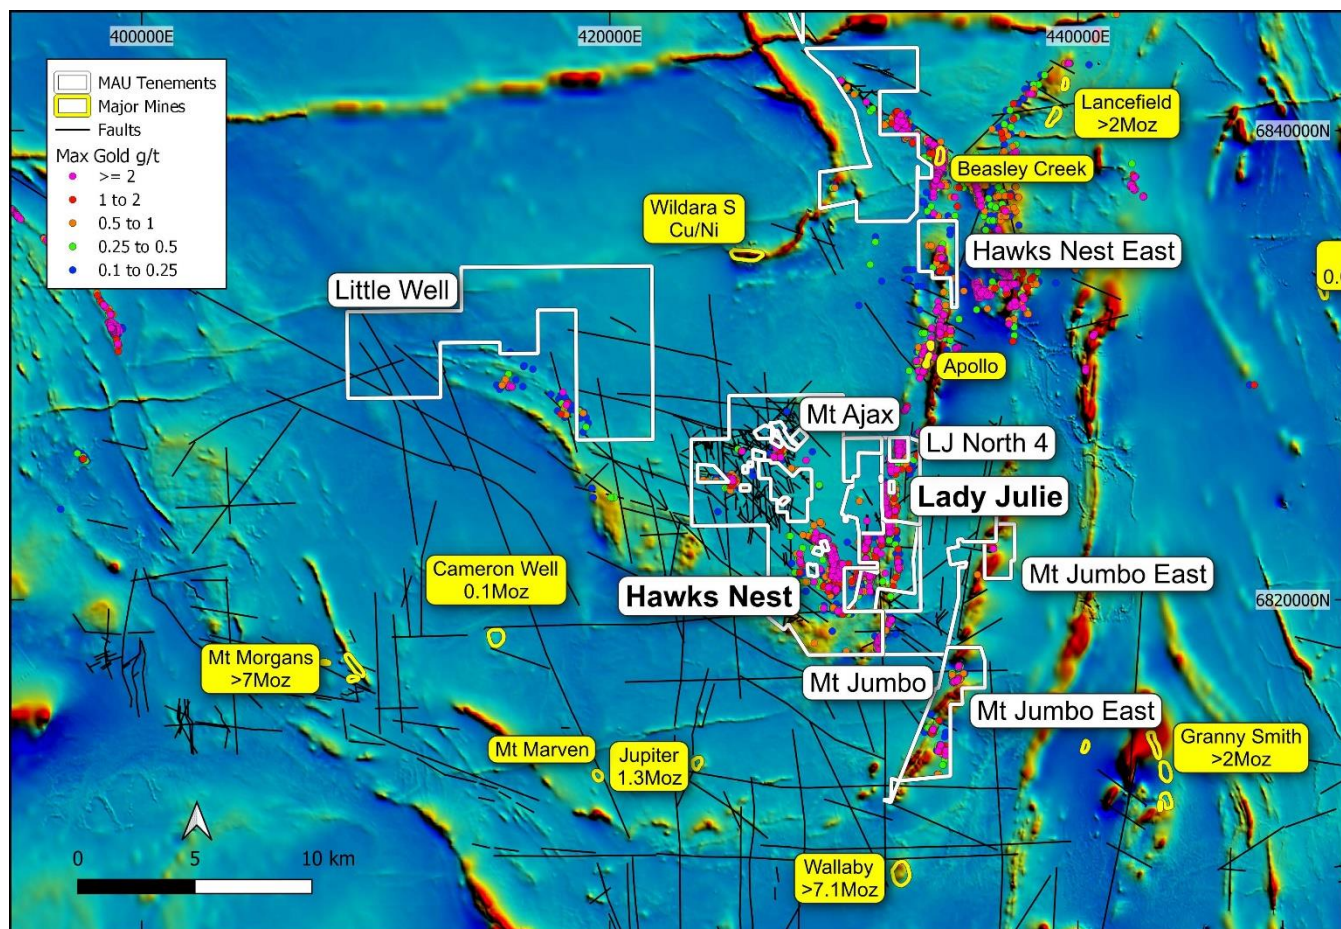 400000E
420000E
440000E
MAU Tenements
Major Mines
Faults
Max Gold g/t
>= 2
1 to 2
0.5 to 1
0.25 to 0.5
0.1 to 0.25
Lancefield
>2Moz
6840000N
Beasley Creek
Wildara S
Cu/Ni
Hawks Nest East
Little Well
Apollo
Mt Ajax
LJ North 4
Lady Julie
Cameron Well
0.1Moz
Hawks Nest
Mt Jumbo East
6820000N
Mt Morgans
>7Moz
Mt Jumbo
Mt Jumbo East
Mt Marven
Jupiter
1.3Moz
Granny Smith
>2Moz
0
5
10 km
Wallaby
>7.1Moz